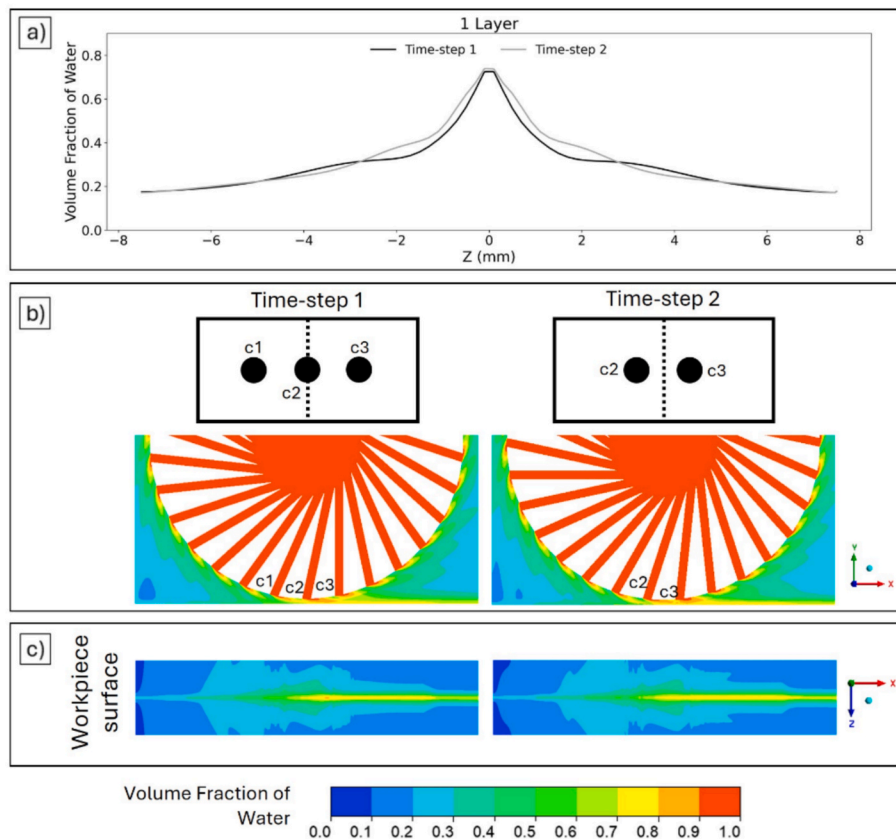 a)
1 Layer
Time-step 1
Time-step 2
Volume Fraction of Water
0.8
0.6
0.4
0.2
0.0
−8 −6 −4 −2 0 2 4 6 8
Z (mm)
b)
Time-step 1
Time-step 2
c1
c3
c2
c2
c3
c1
c2
c3
c2
c3
Y
X
c)
Workpiece
surface
X
Z
Volume Fraction of
Water
0.0 0.1 0.2 0.3 0.4 0.5 0.6 0.7 0.8 0.9 1.0